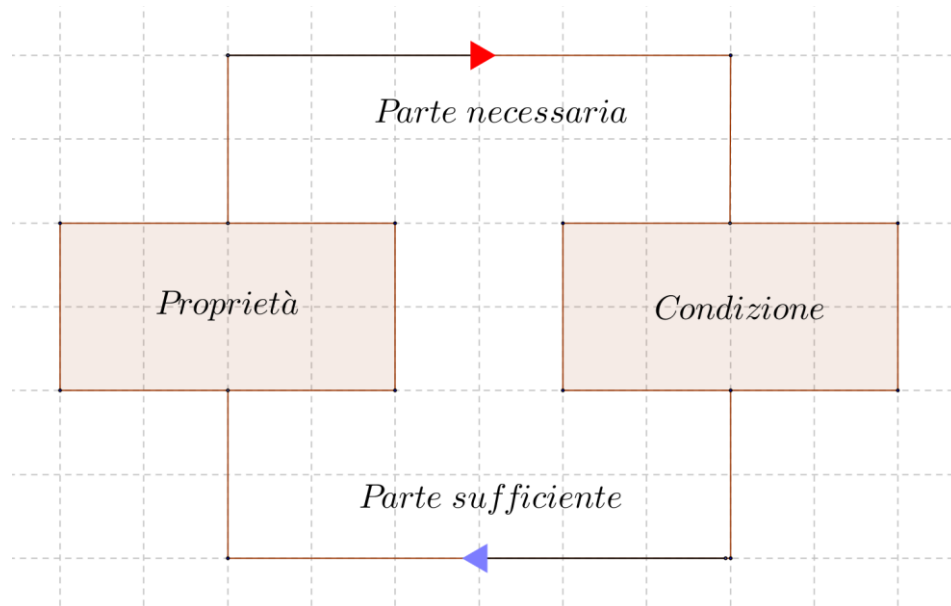 Parte necessaria
Proprietà
Condizione
Parte sufficiente